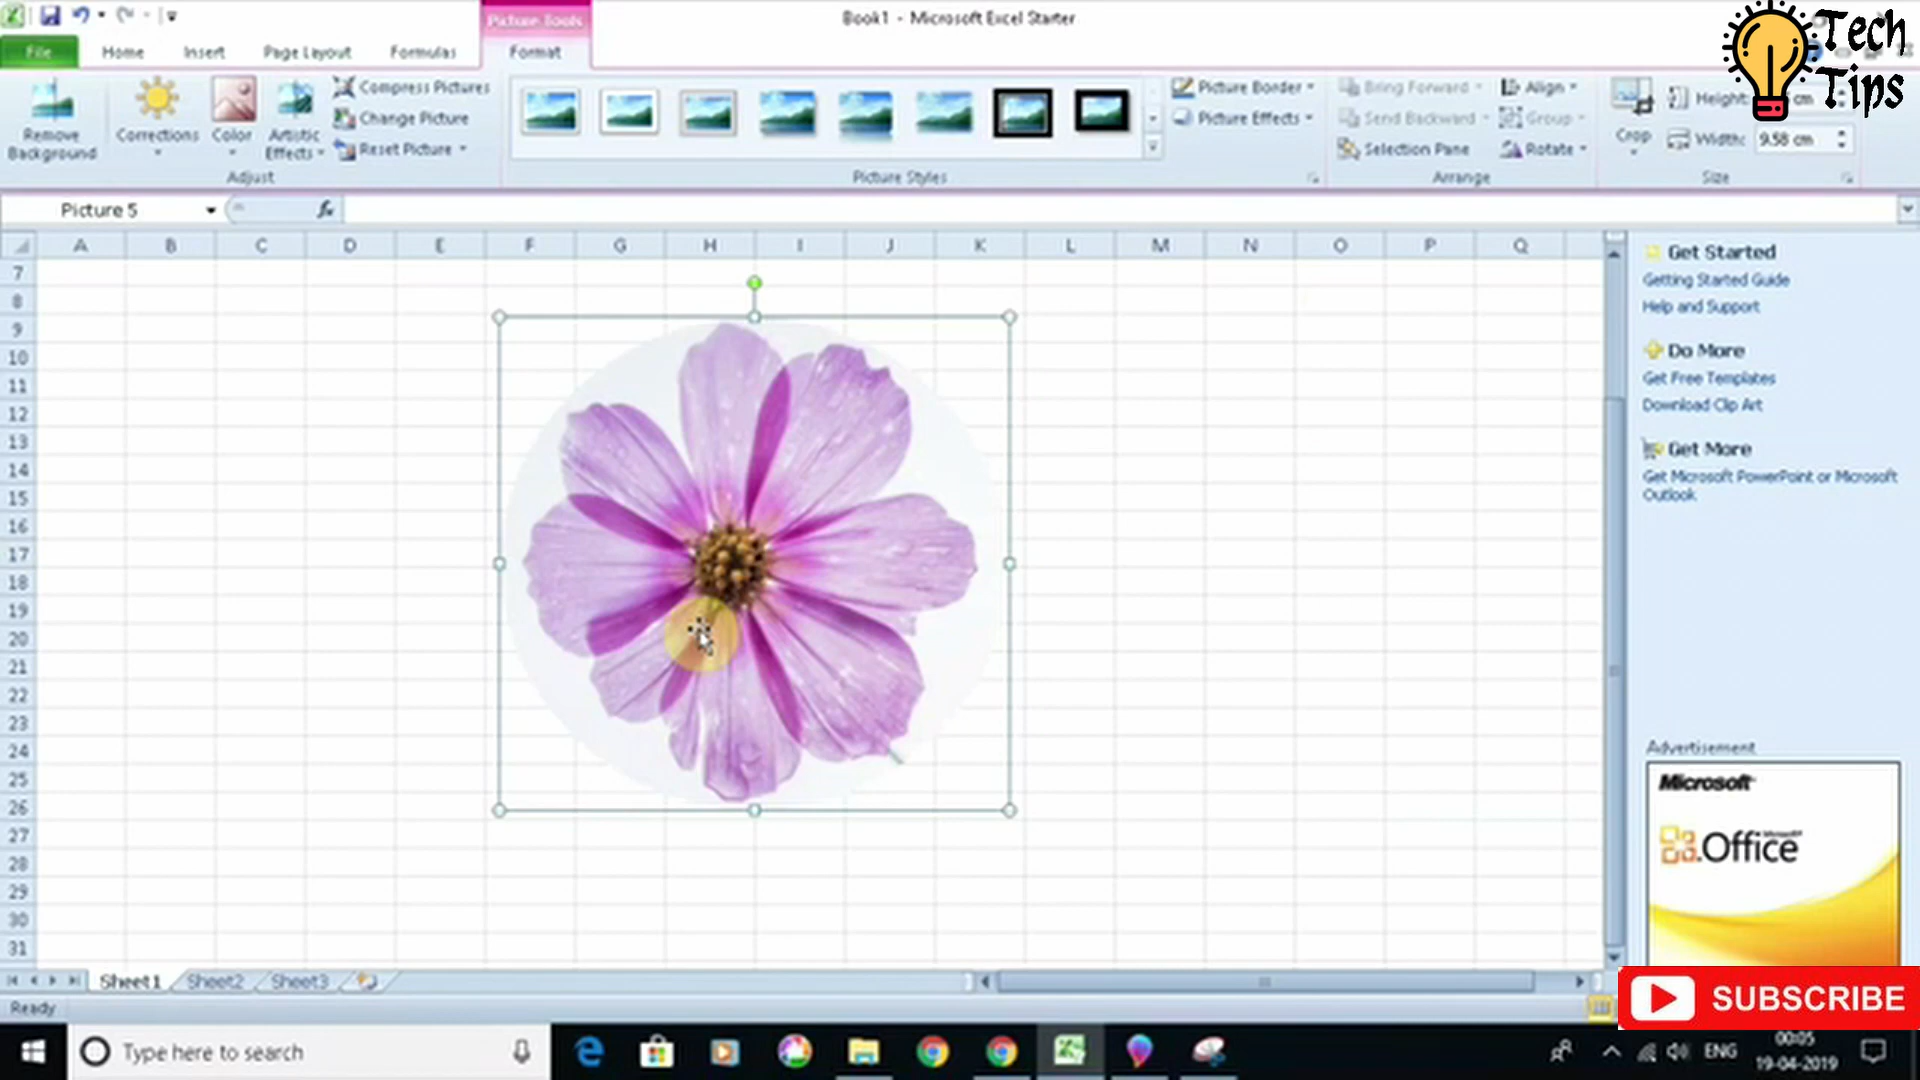 Picture Tools
Book1 - Microsoft Excel Starter
Tech
Tips
File
Home
Insert
Page Layout
Formulas
Format
Remove
Background
Corrections
Color
Artistic
Effects
Compress Pictures
Change Picture
Reset Picture
Adjust
Picture Styles
Picture Border
Picture Effects
Bring Forward
Send Backward
Selection Pane
Align
Group
Rotate
Arrange
Crop
Height:
cm
Width:
9.58 cm
Size
Picture 5
fx
A B C D E F G H I J K L M N O P Q
7
8
9
10
11
12
13
14
15
16
17
18
19
20
21
22
23
24
25
26
27
28
29
30
31
Get Started
Getting Started Guide
Help and Support
Do More
Get Free Templates
Download Clip Art
Get More
Get Microsoft PowerPoint or Microsoft
Outlook
Advertisement
Microsoft
Microsoft
Office
Sheet1
Sheet2
Sheet3
Ready
SUBSCRIBE
Type here to search
ENG
00:05
19-04-2019